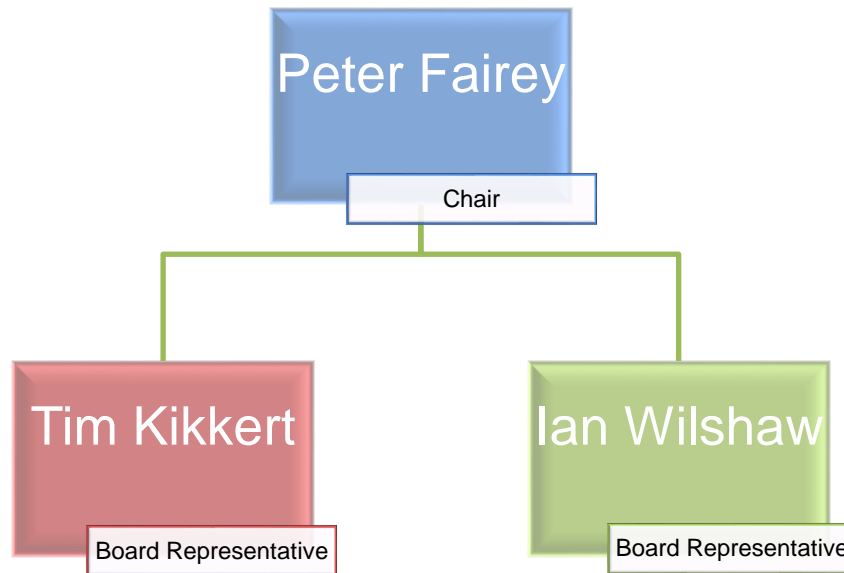 Peter Fairey
Chair
Tim Kikkert
Board Representative
Ian Wilshaw
Board Representative